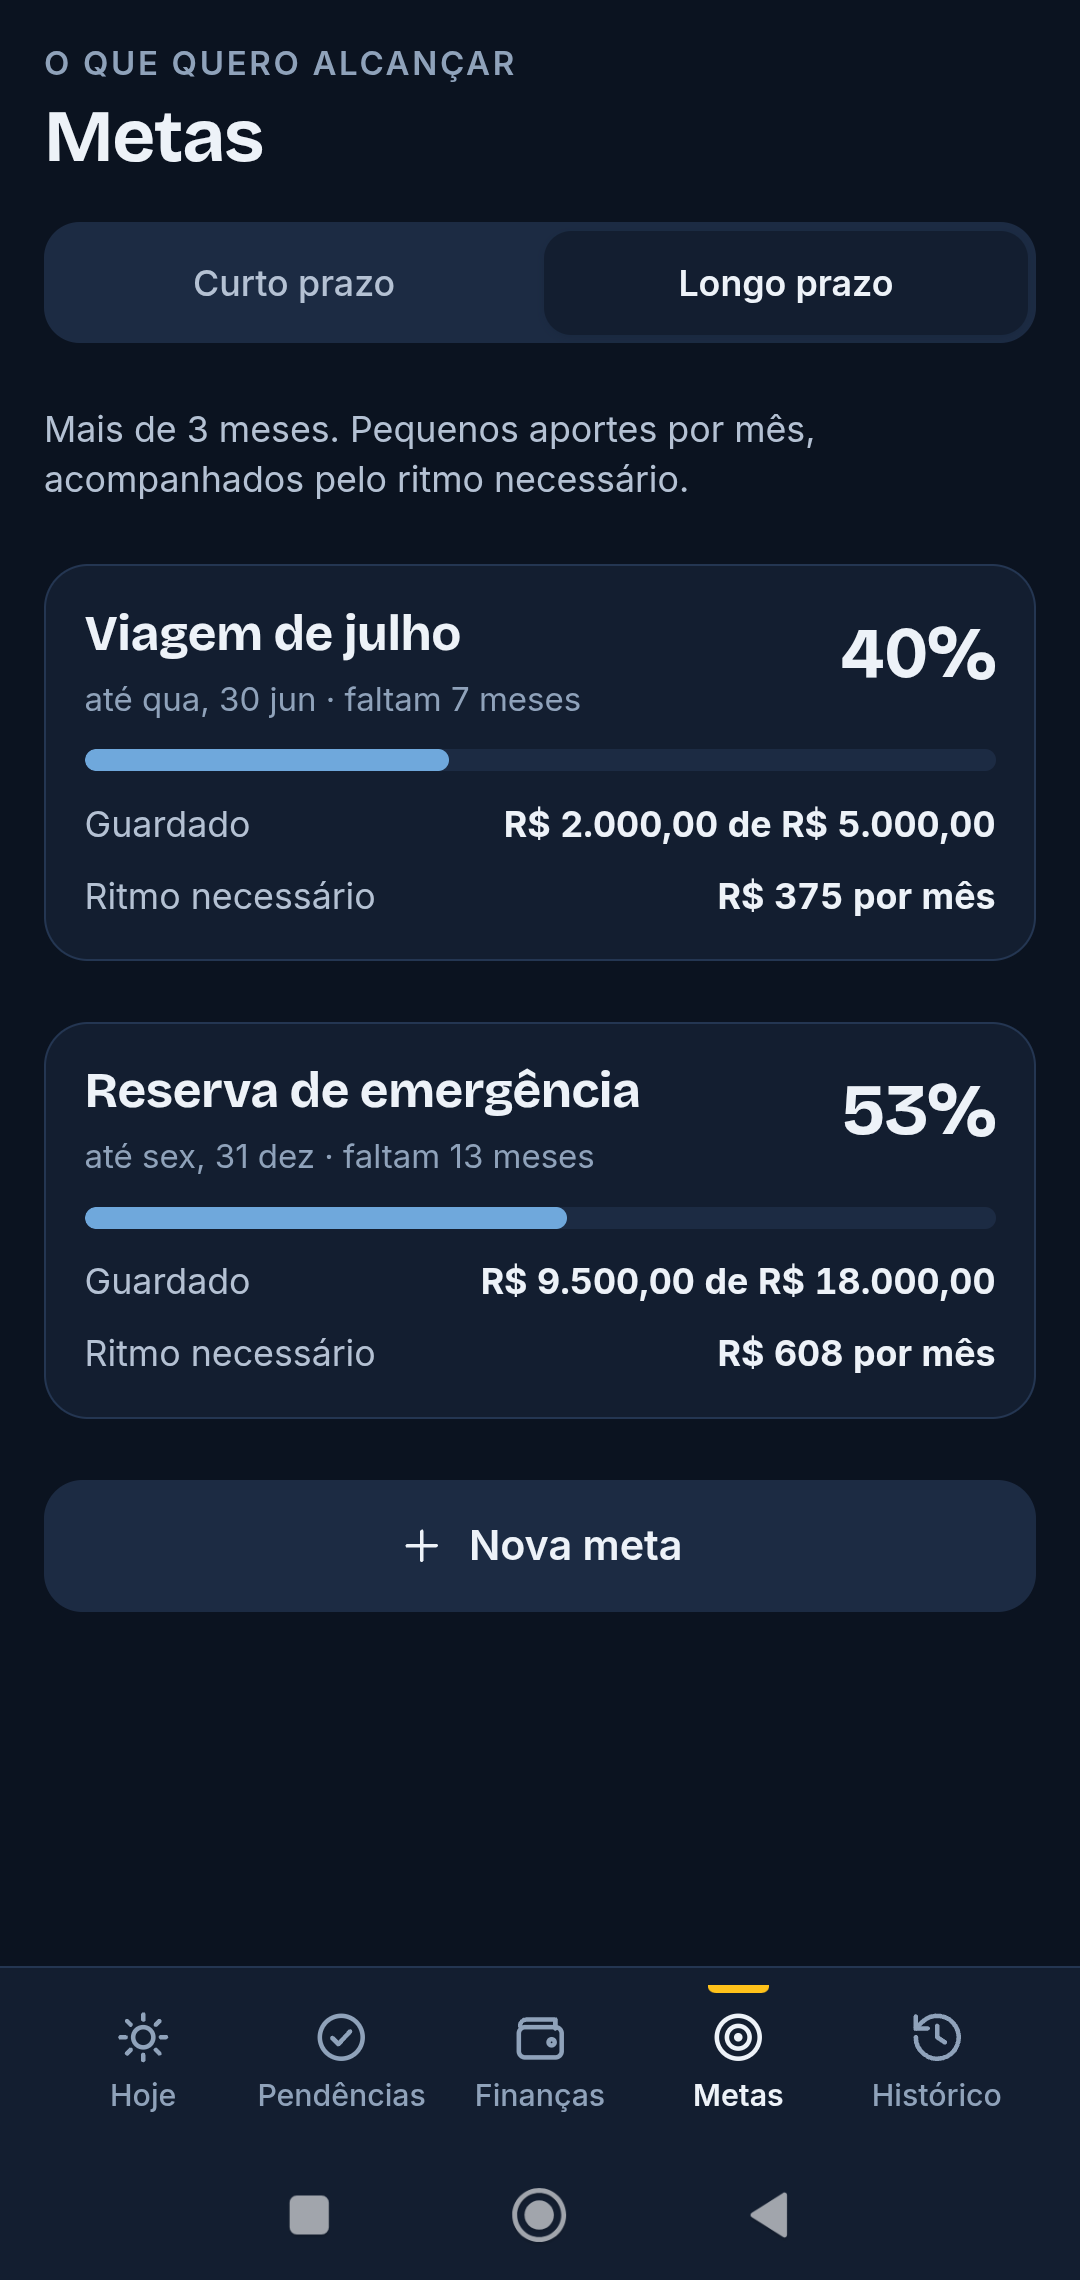 O QUE QUERO ALCANÇAR
Metas
Curto prazo
Longo prazo
Mais de 3 meses. Pequenos aportes por mês,
acompanhados pelo ritmo necessário.
Viagem de julho
40%
até qua, 30 jun · faltam 7 meses
Guardado
R$ 2.000,00 de R$ 5.000,00
Ritmo necessário
R$ 375 por mês
Reserva de emergência
53%
até sex, 31 dez · faltam 13 meses
Guardado
R$ 9.500,00 de R$ 18.000,00
Ritmo necessário
R$ 608 por mês
Nova meta
Hoje
Pendências
Finanças
Metas
Histórico